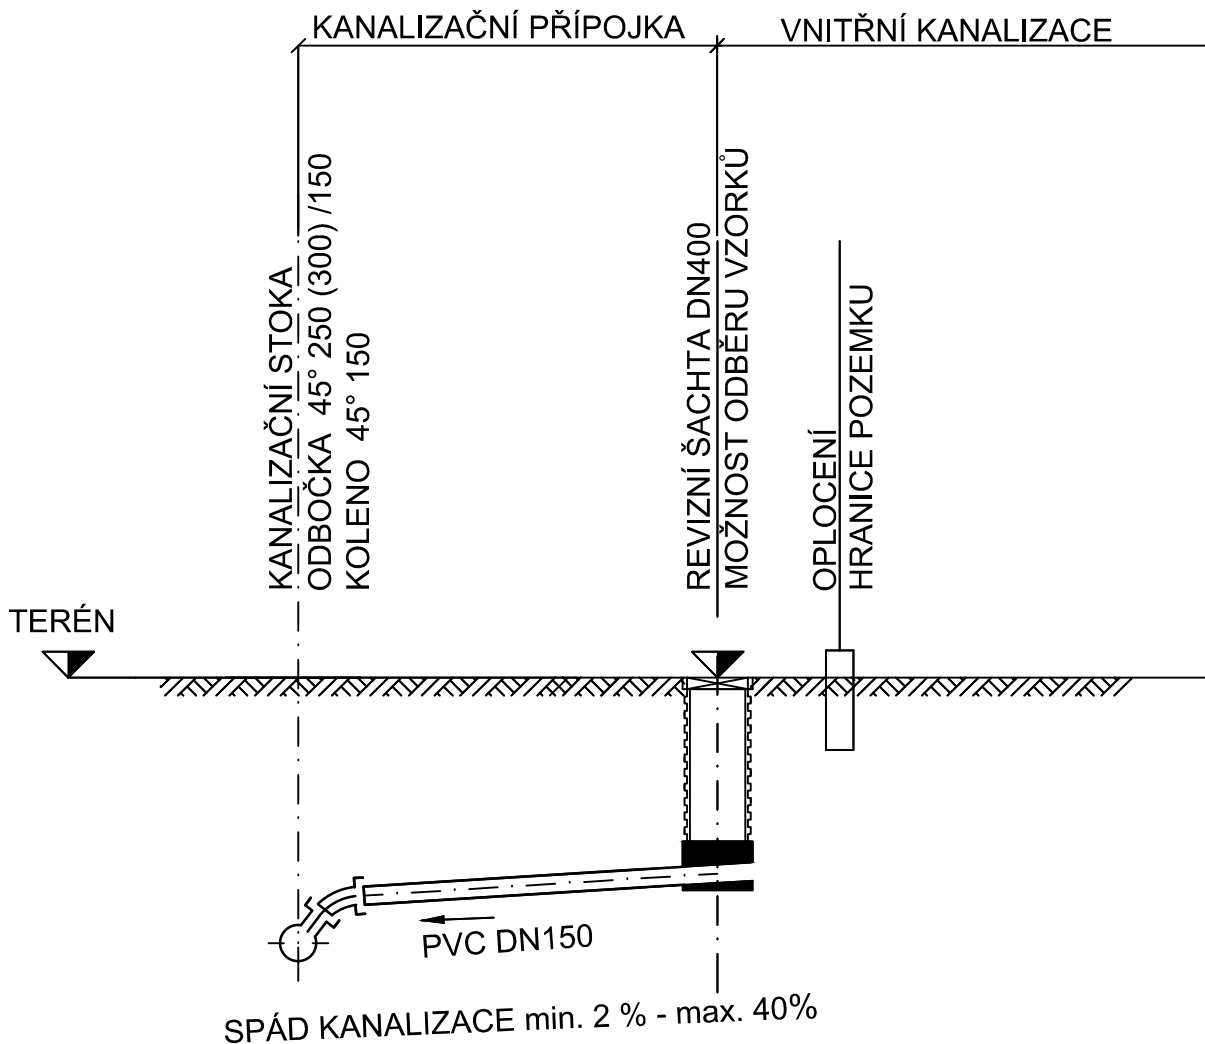 KANALIZAČNÍ PŘÍPOJKA
VNITŘNÍ KANALIZACE
KANALIZAČNÍ STOKA
ODBOČKA 45° 250 (300) /150
KOLENO 45° 150
REVIZNÍ ŠACHTA DN400
MOŽNOST ODBĚRU VZORKŮ
OPLOCENÍ
HRANICE POZEMKU
TERÉN
PVC DN150
SPÁD KANALIZACE min. 2 % - max. 40%